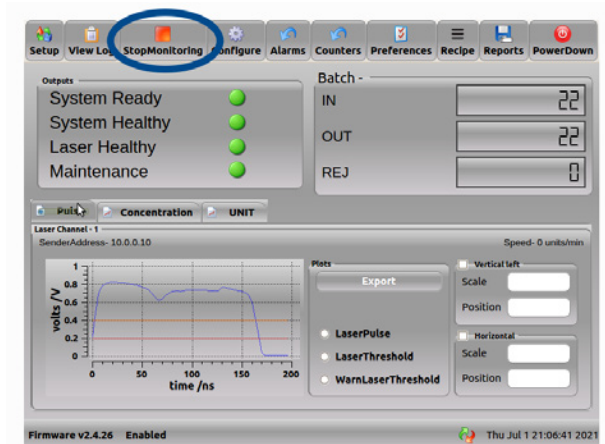 Setup View Log StopMonitoring Configure Alarms Counters Preferences Recipe Reports PowerDown
Outputs
System Ready
System Healthy
Laser Healthy
Maintenance
Batch -
IN 22
OUT 22
REJ 0
Pulse Concentration UNIT
Laser Channel - 1
SenderAddress- 10.0.0.10 Speed- 0 units/min
volts /V
1
0.8
0.6
0.4
0.2
0
0 50 100 150 200
time /ns
Plots
Export
LaserPulse
LaserThreshold
WarnLaserThreshold
Vertical left
Scale
Position
Horizontal
Scale
Position
Firmware v2.4.26 Enabled Thu Jul 1 21:06:41 2021